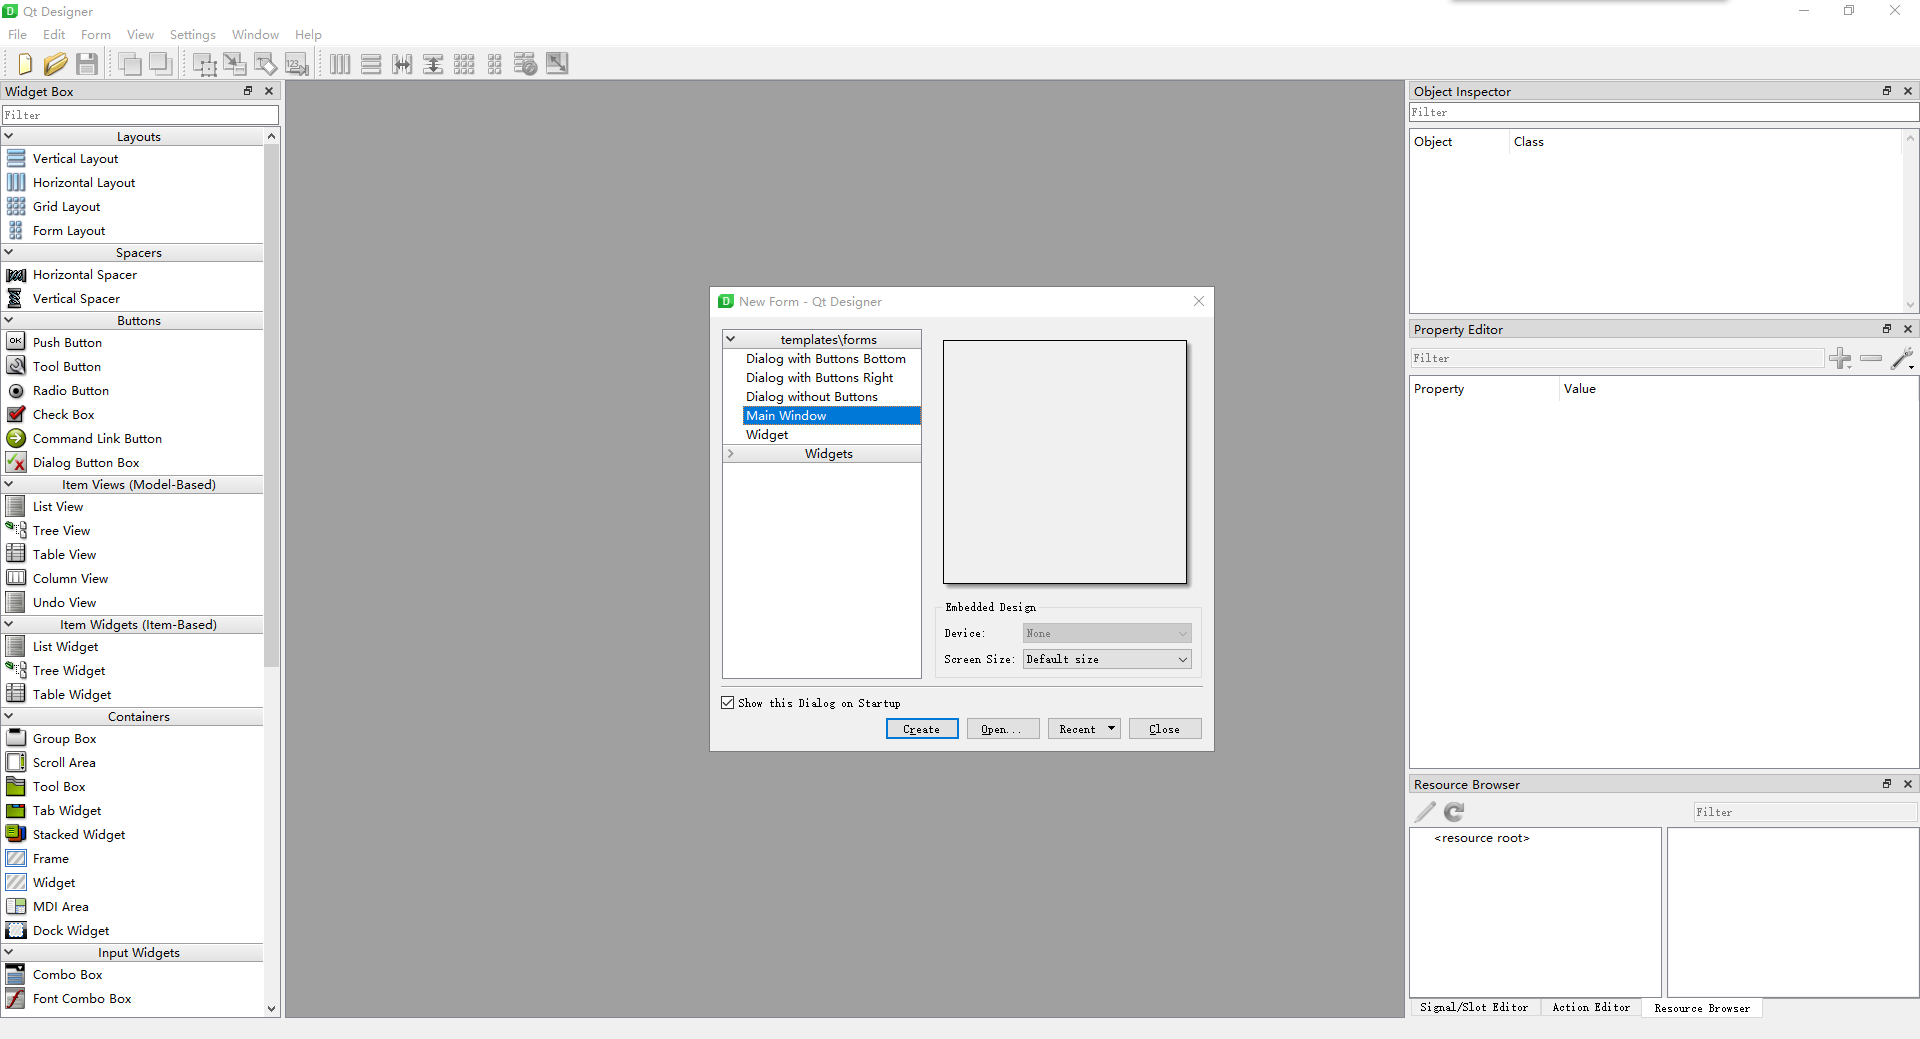 Qt Designer
File Edit Form View Settings Window Help
Widget Box
Filter
Layouts
Vertical Layout
Horizontal Layout
Grid Layout
Form Layout
Spacers
Horizontal Spacer
Vertical Spacer
Buttons
Push Button
Tool Button
Radio Button
Check Box
Command Link Button
Dialog Button Box
Item Views (Model-Based)
List View
Tree View
Table View
Column View
Undo View
Item Widgets (Item-Based)
List Widget
Tree Widget
Table Widget
Containers
Group Box
Scroll Area
Tool Box
Tab Widget
Stacked Widget
Frame
Widget
MDI Area
Dock Widget
Input Widgets
Combo Box
Font Combo Box
New Form - Qt Designer
templates\forms
Dialog with Buttons Bottom
Dialog with Buttons Right
Dialog without Buttons
Main Window
Widget
Widgets
Embedded Design
Device: None
Screen Size: Default size
Show this Dialog on Startup
Create Open... Recent Close
Object Inspector
Filter
Object Class
Property Editor
Filter
Property Value
Resource Browser
Filter
<resource root>
Signal/Slot Editor Action Editor Resource Browser